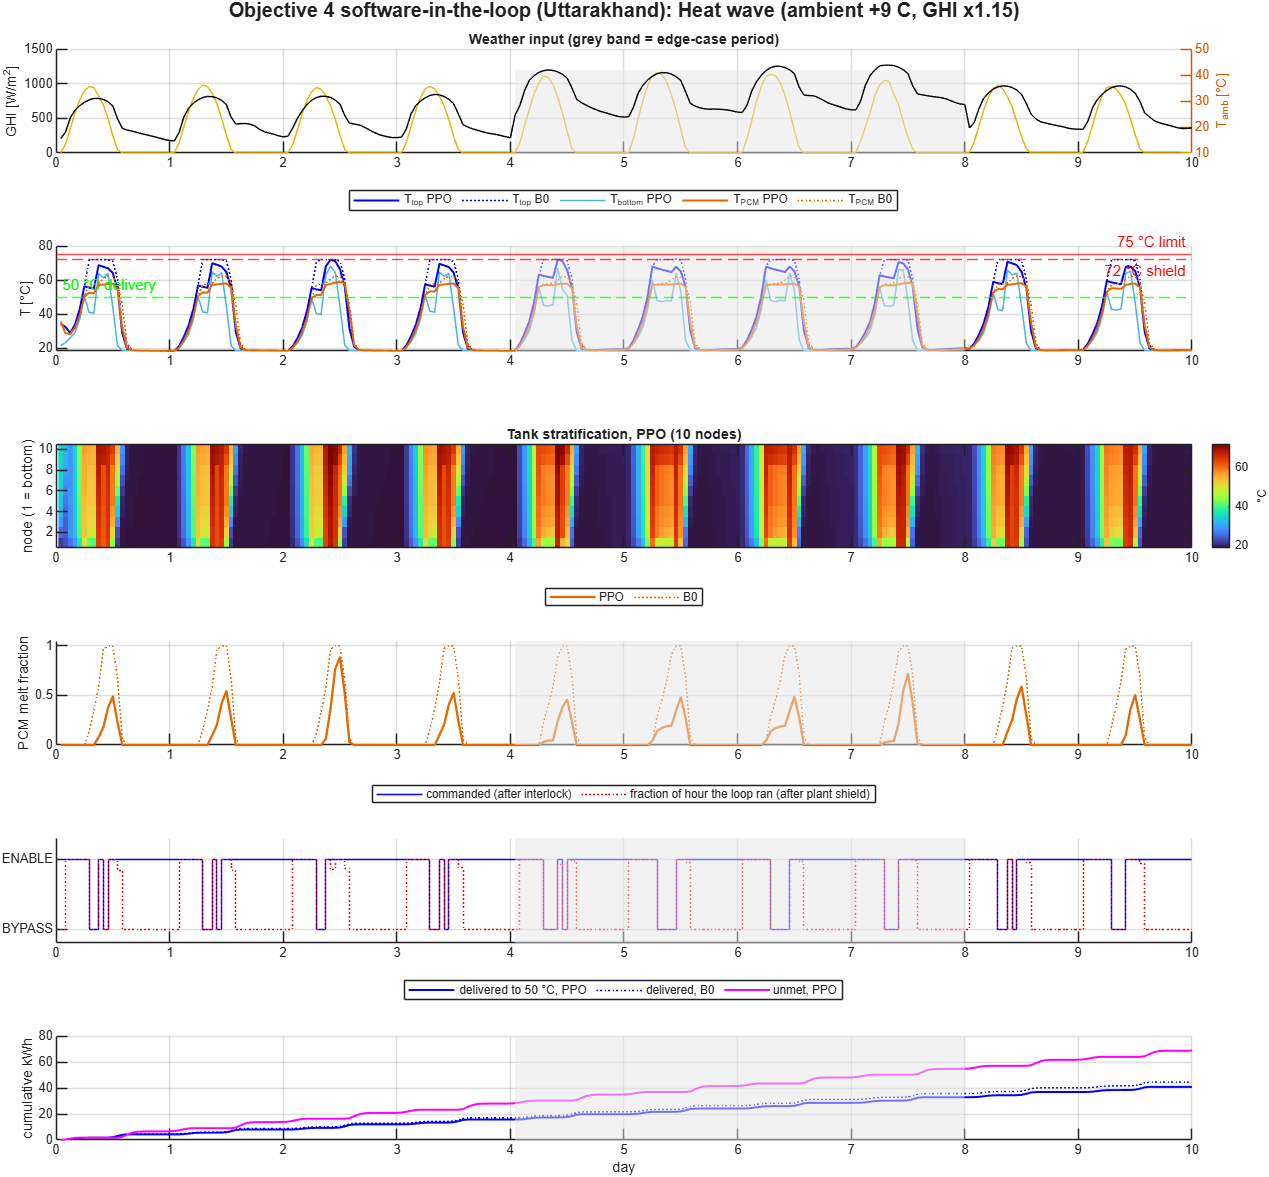 Objective 4 software-in-the-loop (Uttarakhand): Heat wave (ambient +9 C, GHI x1.15)
Weather input (grey band = edge-case period)
GHI [W/m²]
1500
1000
500
0
50
40
30
20
10
T_amb [°C]
0 1 2 3 4 5 6 7 8 9 10
T_top PPO T_top B0 T_bottom PPO T_PCM PPO T_PCM B0
T [°C]
80
60
40
20
75 °C limit
72 °C shield
50 °C delivery
0 1 2 3 4 5 6 7 8 9 10
Tank stratification, PPO (10 nodes)
node (1 = bottom)
10
8
6
4
2
60
40
20
°C
0 1 2 3 4 5 6 7 8 9 10
PPO B0
PCM melt fraction
1
0.5
0
0 1 2 3 4 5 6 7 8 9 10
commanded (after interlock) fraction of hour the loop ran (after plant shield)
ENABLE
BYPASS
0 1 2 3 4 5 6 7 8 9 10
delivered to 50 °C, PPO delivered, B0 unmet, PPO
cumulative kWh
80
60
40
20
0
0 1 2 3 4 5 6 7 8 9 10
day